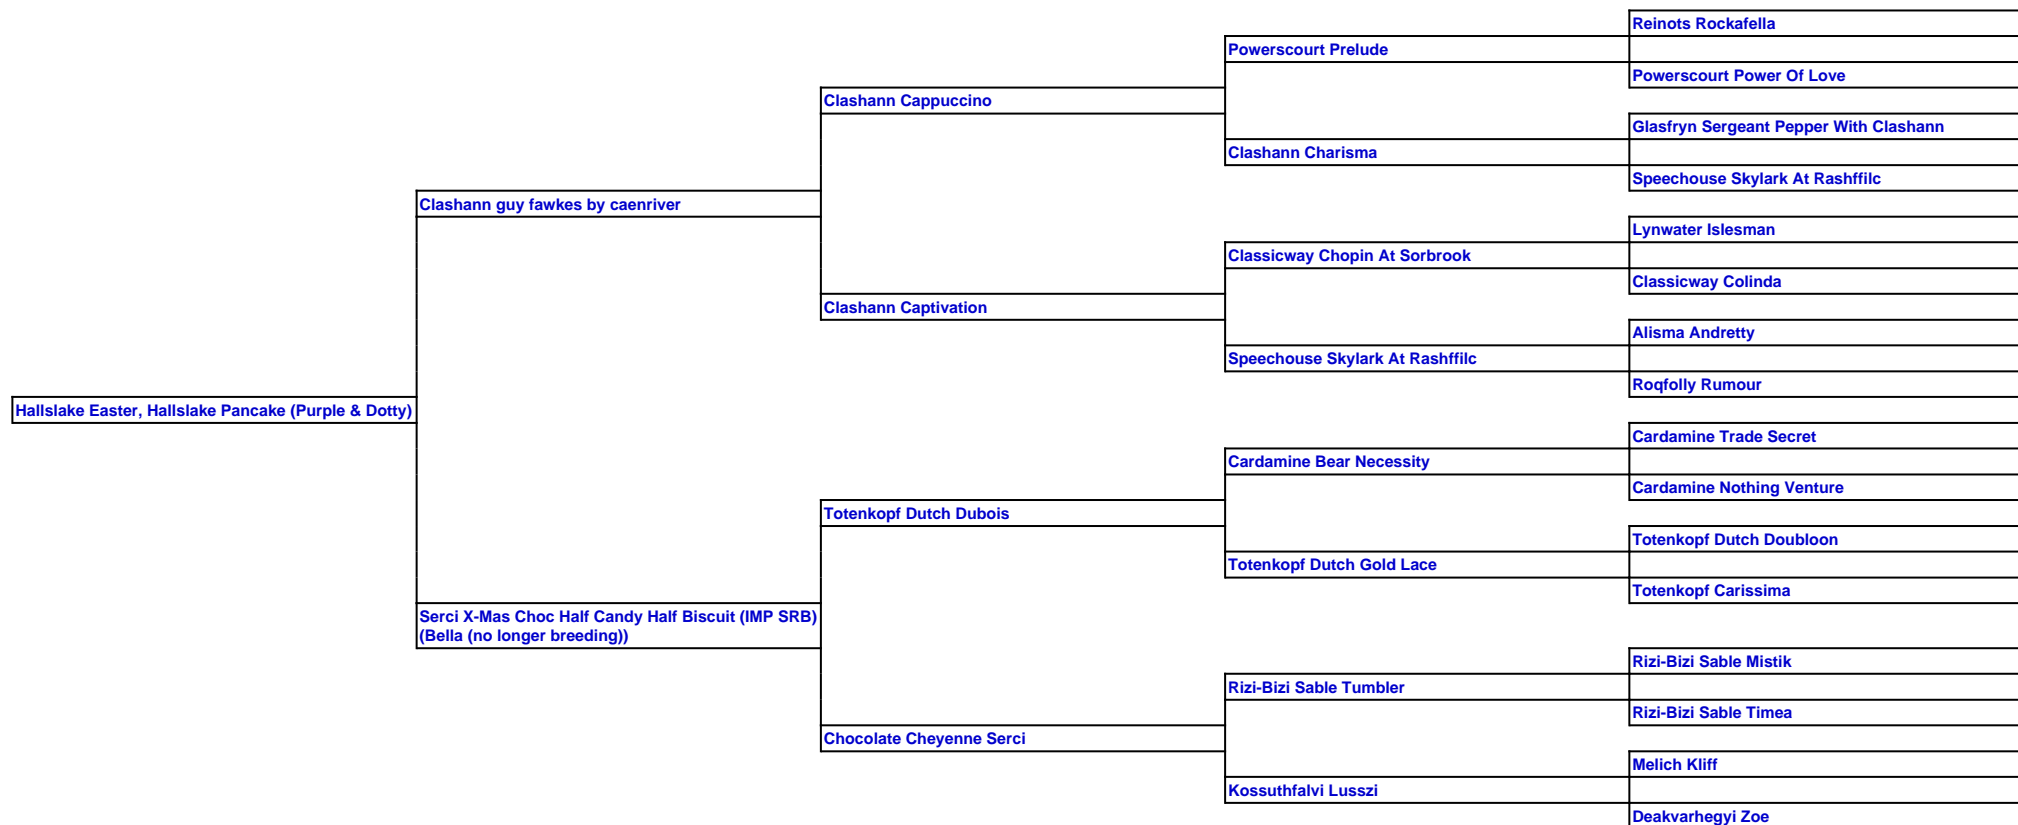 Reinots Rockafella
Powerscourt Prelude
Powerscourt Power Of Love
Clashann Cappuccino
Glasfryn Sergeant Pepper With Clashann
Clashann Charisma
Speechouse Skylark At Rashffilc
Clashann guy fawkes by caenriver
Lynwater Islesman
Classicway Chopin At Sorbrook
Classicway Colinda
Clashann Captivation
Alisma Andretty
Speechouse Skylark At Rashffilc
Roqfolly Rumour
Hallslake Easter, Hallslake Pancake (Purple & Dotty)
Cardamine Trade Secret
Cardamine Bear Necessity
Cardamine Nothing Venture
Totenkopf Dutch Dubois
Totenkopf Dutch Doubloon
Totenkopf Dutch Gold Lace
Totenkopf Carissima
Serci X-Mas Choc Half Candy Half Biscuit (IMP SRB)
(Bella (no longer breeding))
Rizi-Bizi Sable Mistik
Rizi-Bizi Sable Tumbler
Rizi-Bizi Sable Timea
Chocolate Cheyenne Serci
Melich Kliff
Kossuthfalvi Lusszi
Deakvarhegyi Zoe